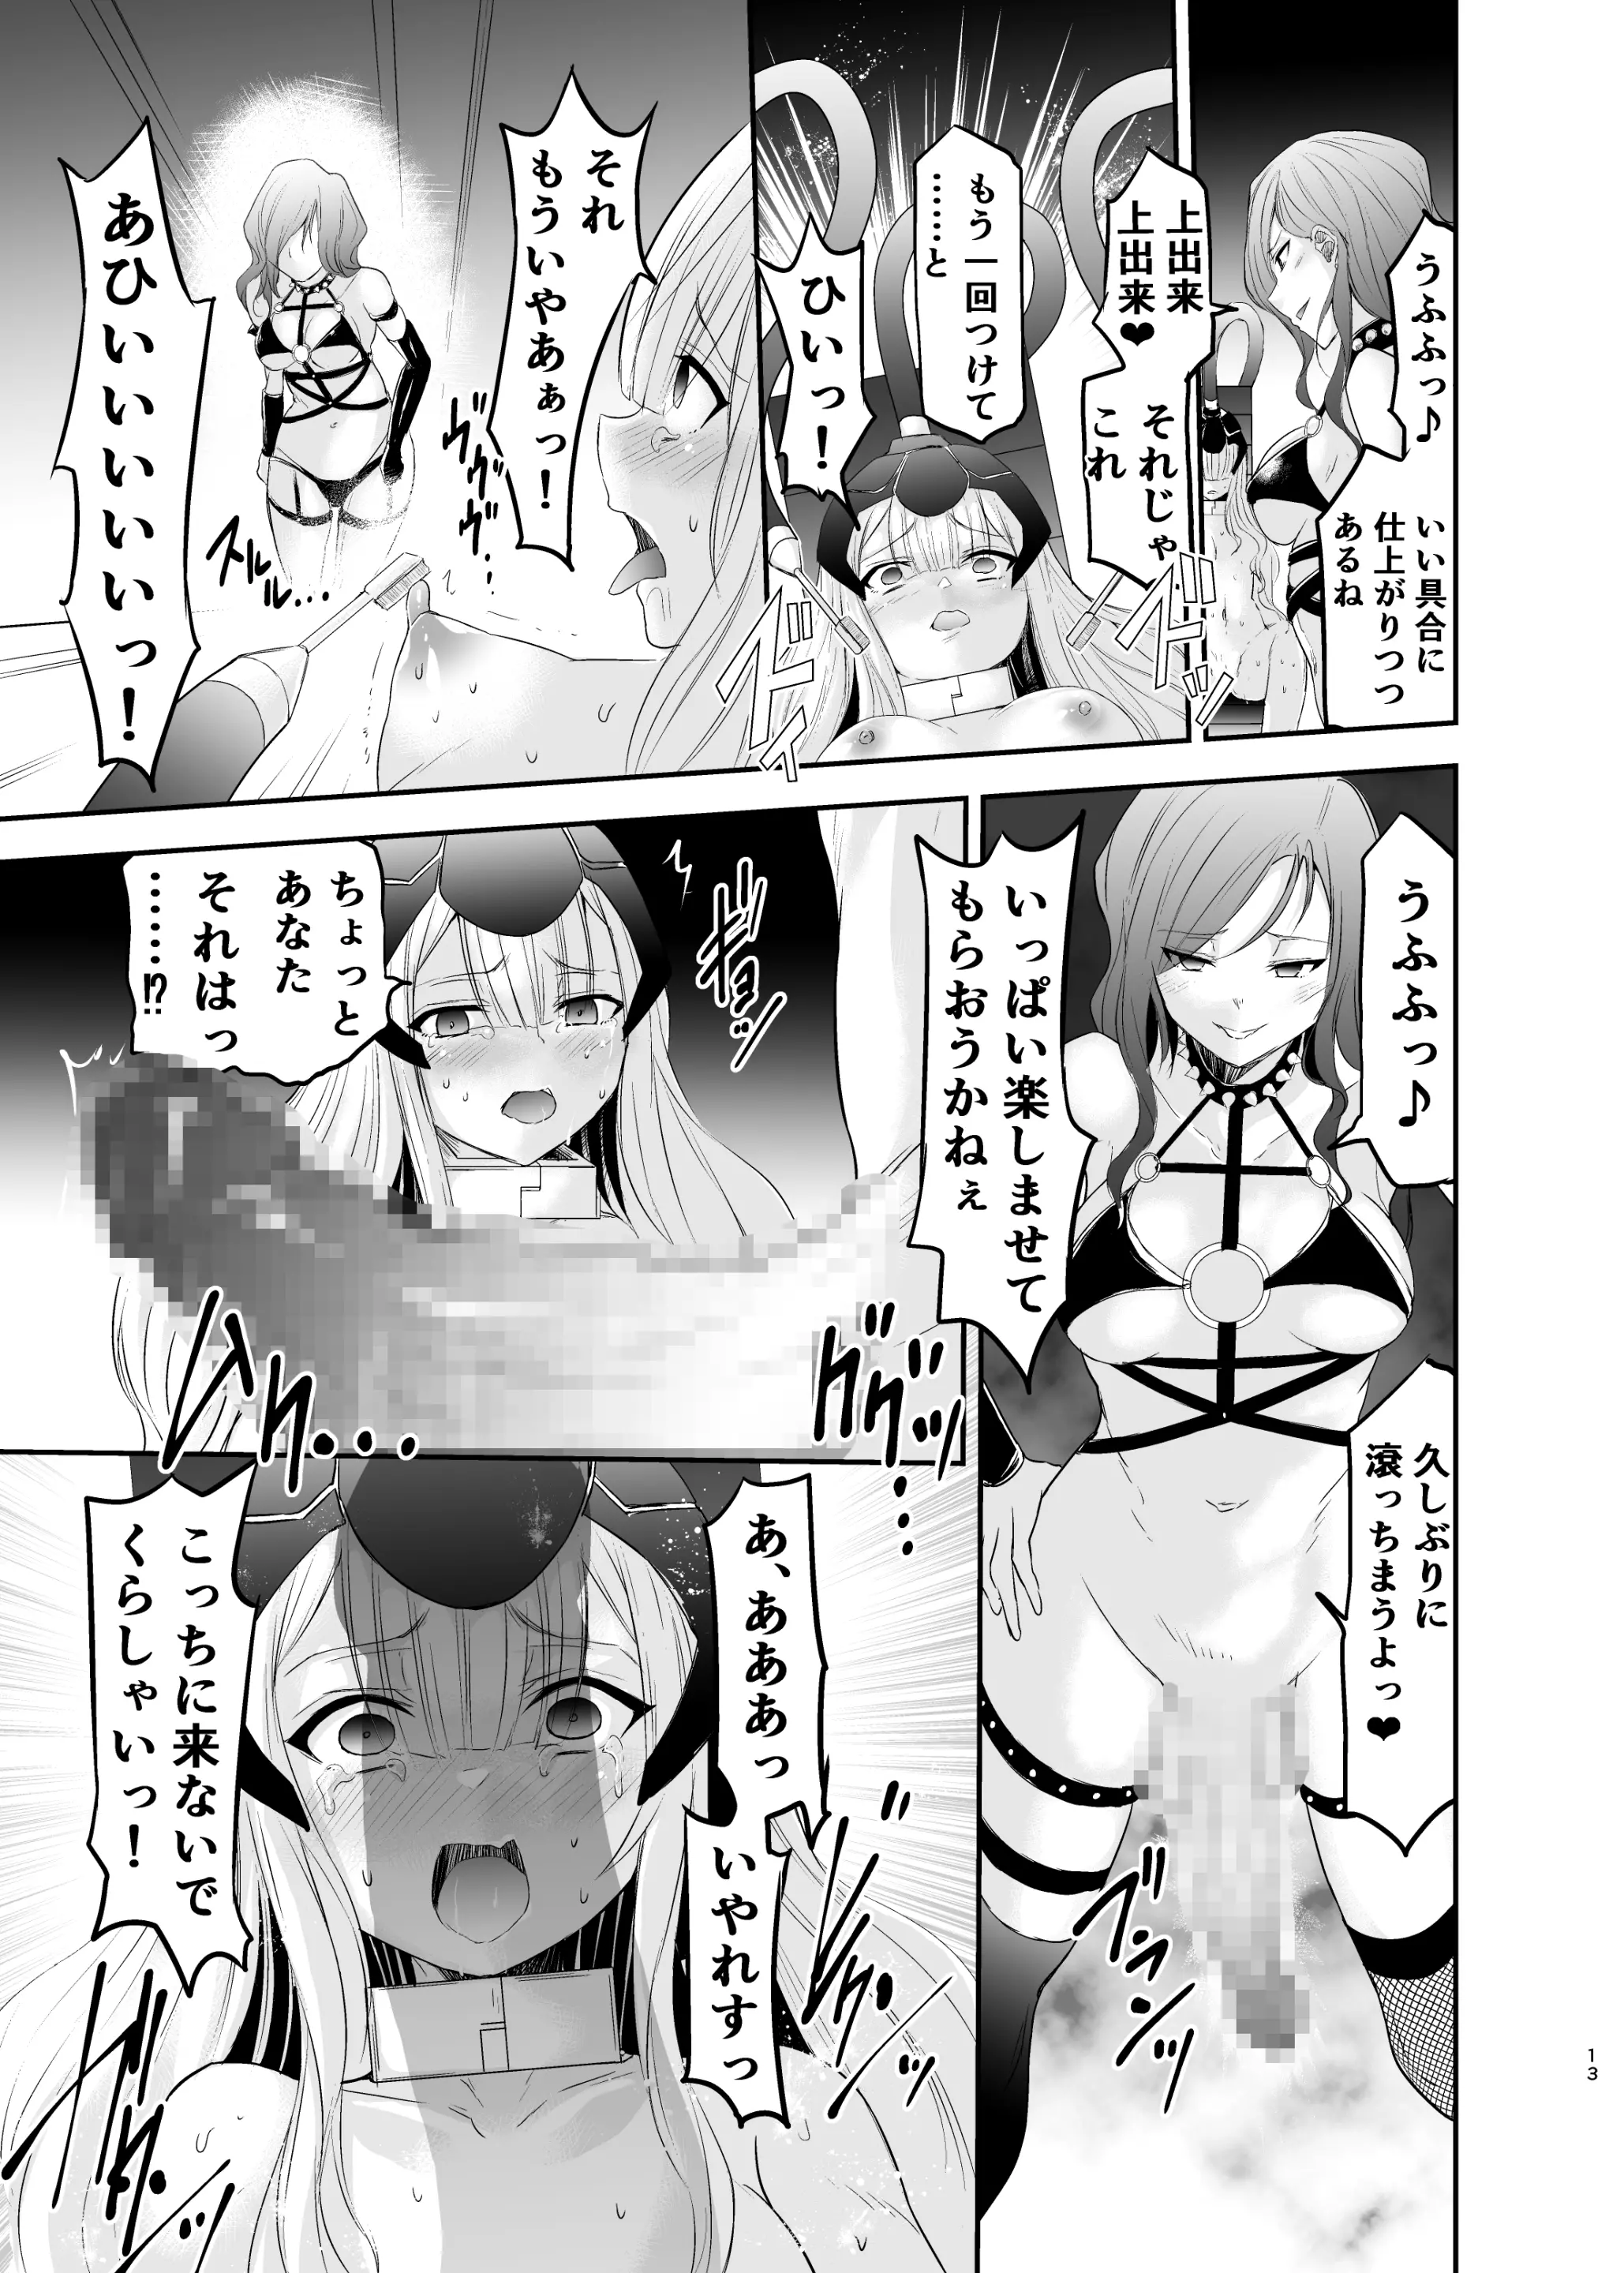 うふふっ♪
いい具合に
仕上がりつつ
あるね
上出来
上出来♥
それじゃ
これ
もう一回つけて
……と
ひいっ！
それ
もういやあぁっ！
あひいいいいいっ！
うふふっ♪
いっぱい楽しませて
もらおうかねぇ
久しぶりに
滾っちまうよっ♥
ブンッ
ちょっと
あなた
それはっ
……!?
あ、あああっ
いやれすっ
こっちに来ないで
くらしゃいっ！
13